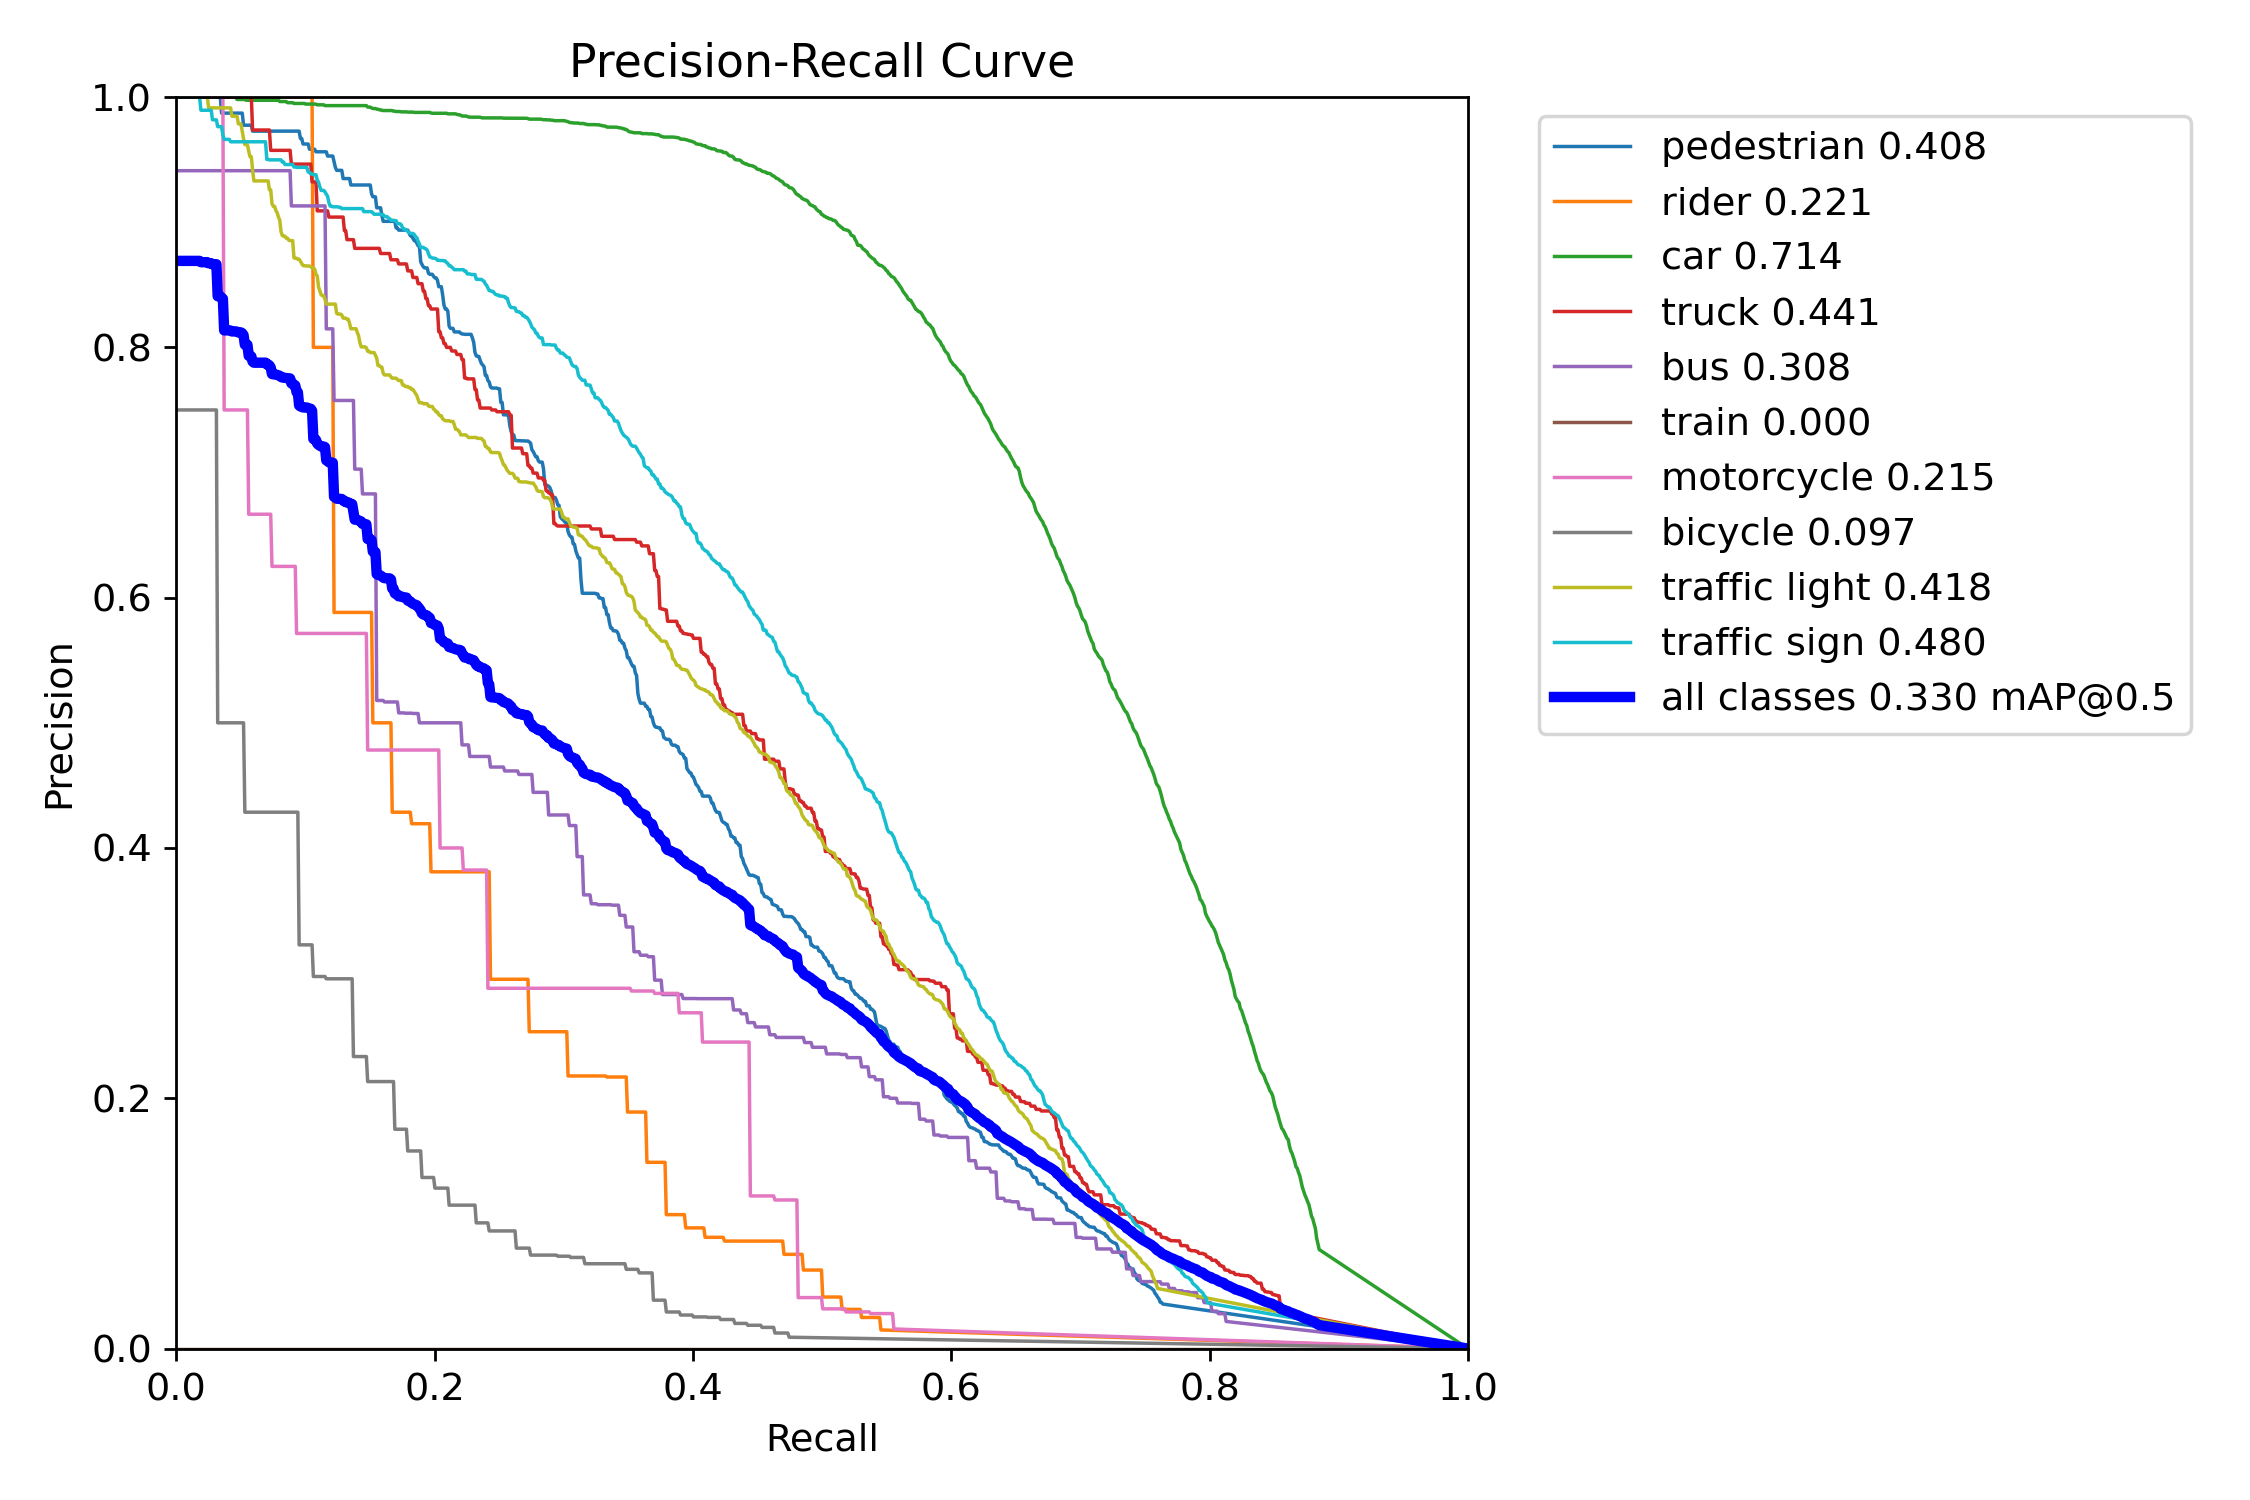 Precision-Recall Curve
1.0
0.8
0.6
0.4
0.2
0.0
Precision
0.0 0.2 0.4 0.6 0.8 1.0
Recall
pedestrian 0.408
rider 0.221
car 0.714
truck 0.441
bus 0.308
train 0.000
motorcycle 0.215
bicycle 0.097
traffic light 0.418
traffic sign 0.480
all classes 0.330 mAP@0.5